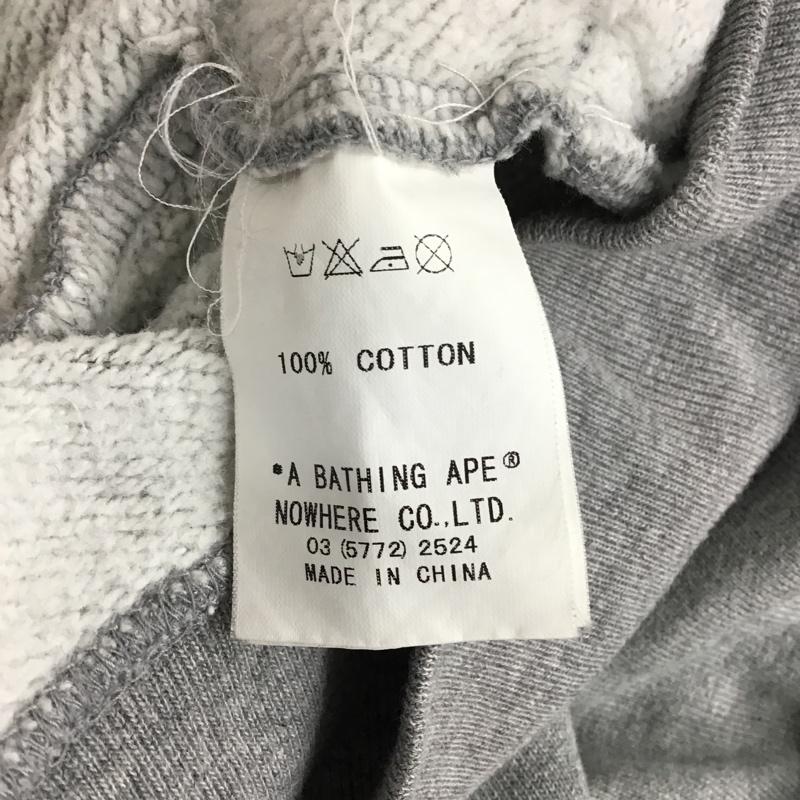 100% COTTON
*A BATHING APE®
NOWHERE CO.,LTD.
03 (5772) 2524
MADE IN CHINA